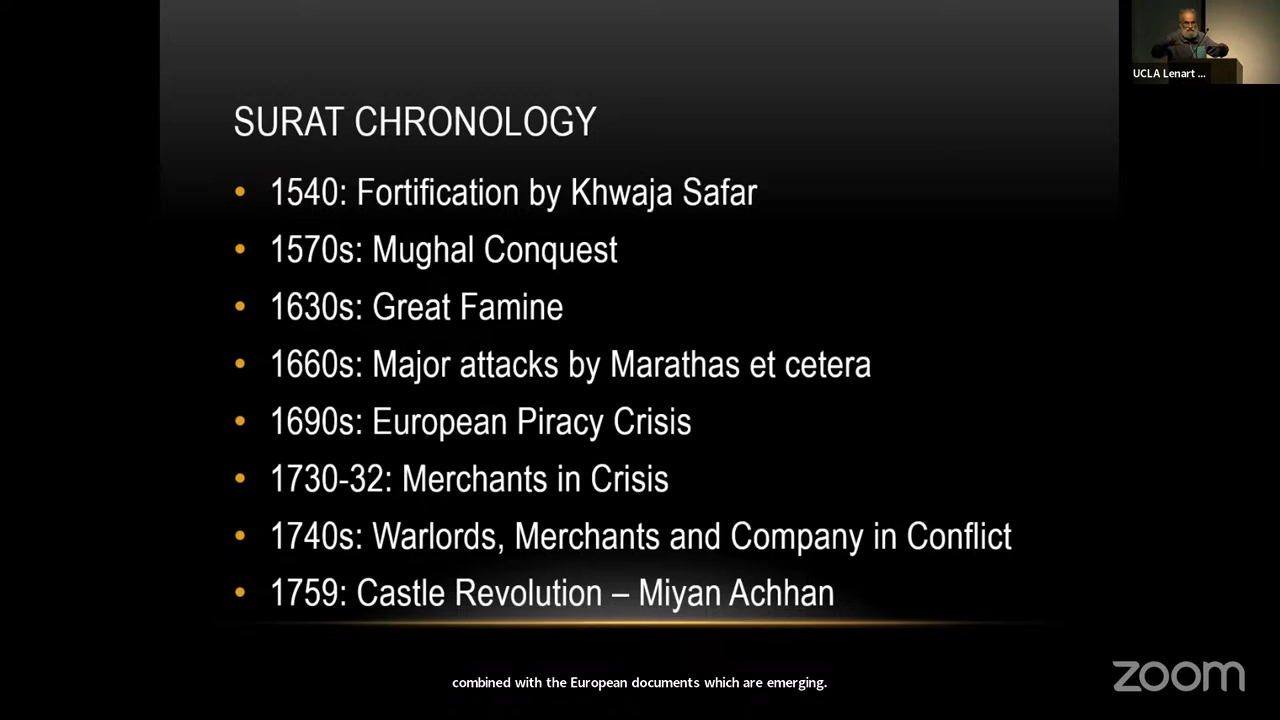 UCLA Lenart ...
SURAT CHRONOLOGY
• 1540: Fortification by Khwaja Safar
• 1570s: Mughal Conquest
• 1630s: Great Famine
• 1660s: Major attacks by Marathas et cetera
• 1690s: European Piracy Crisis
• 1730-32: Merchants in Crisis
• 1740s: Warlords, Merchants and Company in Conflict
• 1759: Castle Revolution – Miyan Achhan
combined with the European documents which are emerging.
zoom